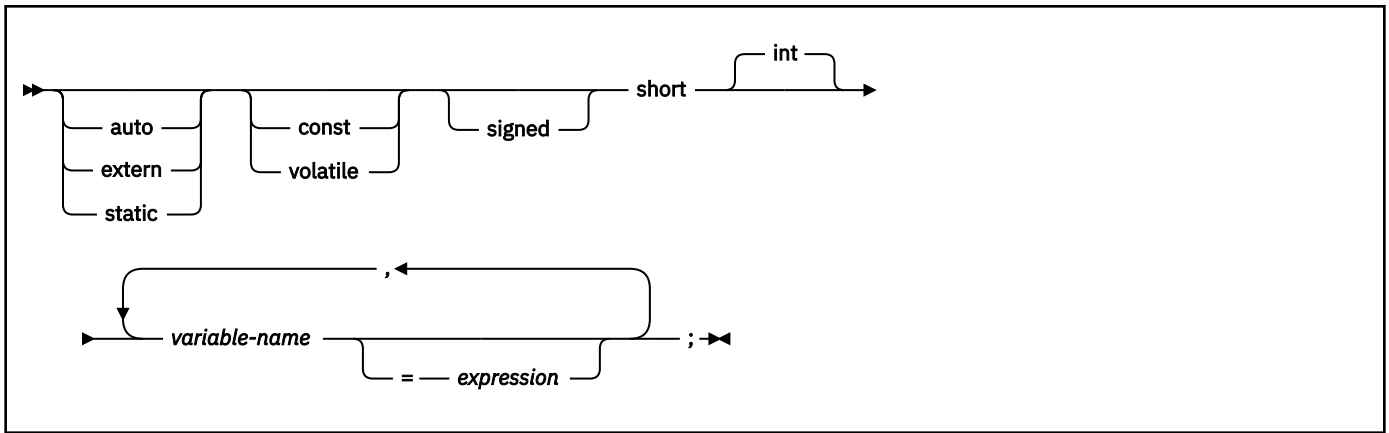 int
short
auto const signed
extern volatile
static
,
variable-name ;
= expression